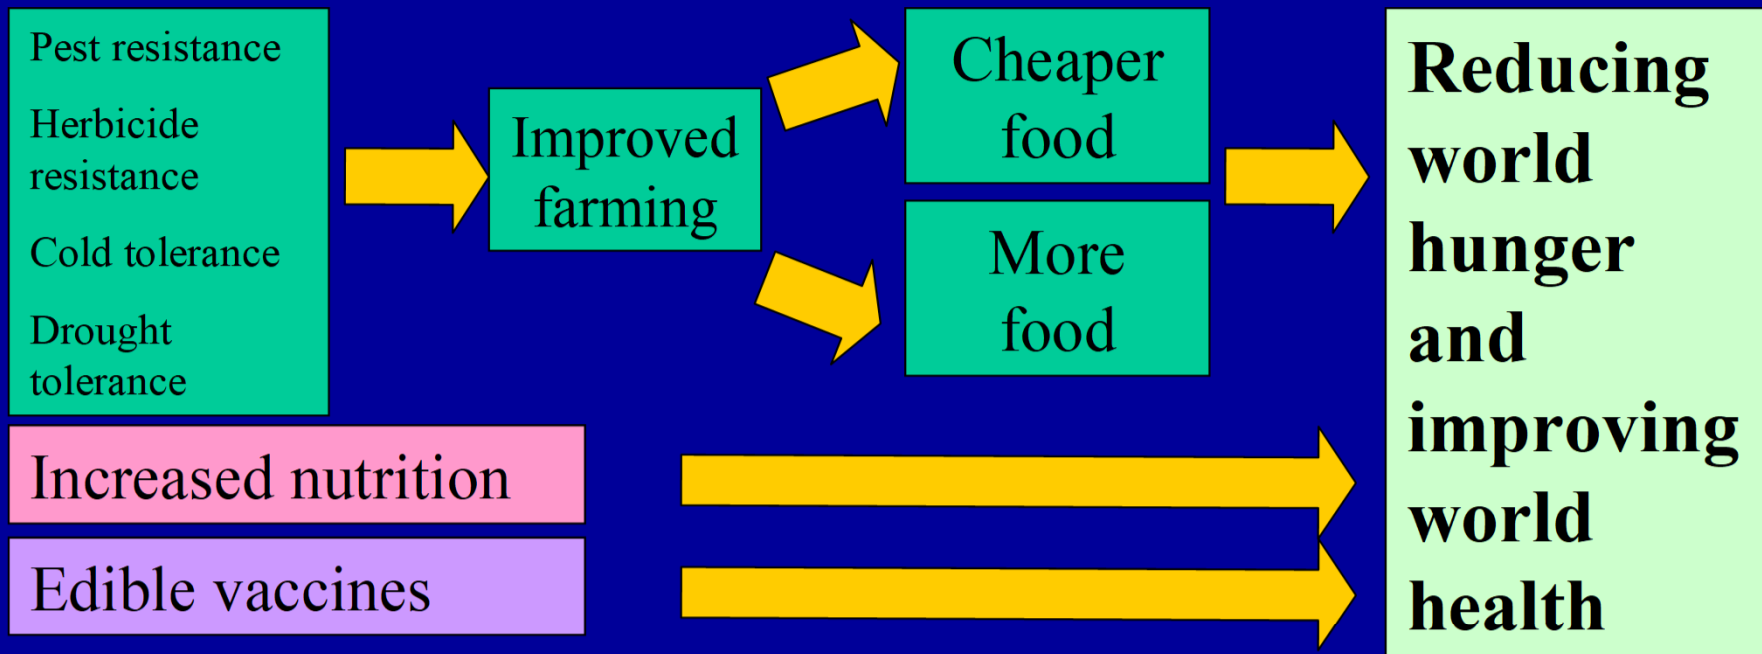 Pest resistance
Herbicide
resistance
Cold tolerance
Drought
tolerance
Improved
farming
Cheaper
food
More
food
Increased nutrition
Edible vaccines
Reducing
world
hunger
and
improving
world
health